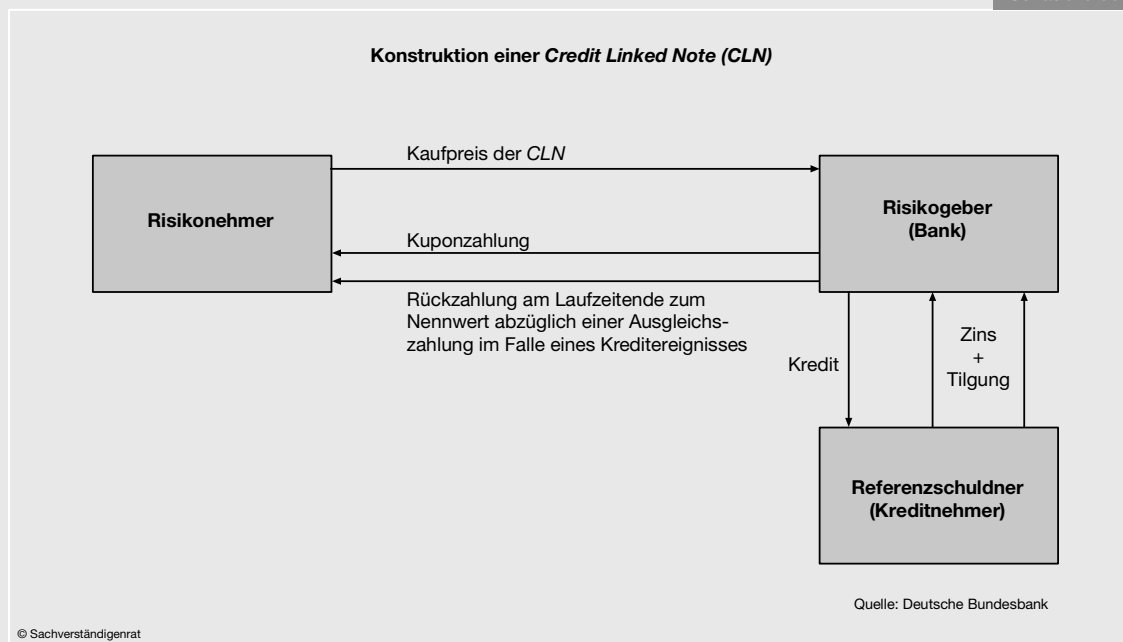 Konstruktion einer Credit Linked Note (CLN)
Kaufpreis der CLN
Risikonehmer
Risikogeber
(Bank)
Kuponzahlung
Rückzahlung am Laufzeitende zum
Nennwert abzüglich einer Ausgleichs-
zahlung im Falle eines Kreditereignisses
Kredit
Zins
+
Tilgung
Referenzschuldner
(Kreditnehmer)
Quelle: Deutsche Bundesbank
© Sachverständigenrat